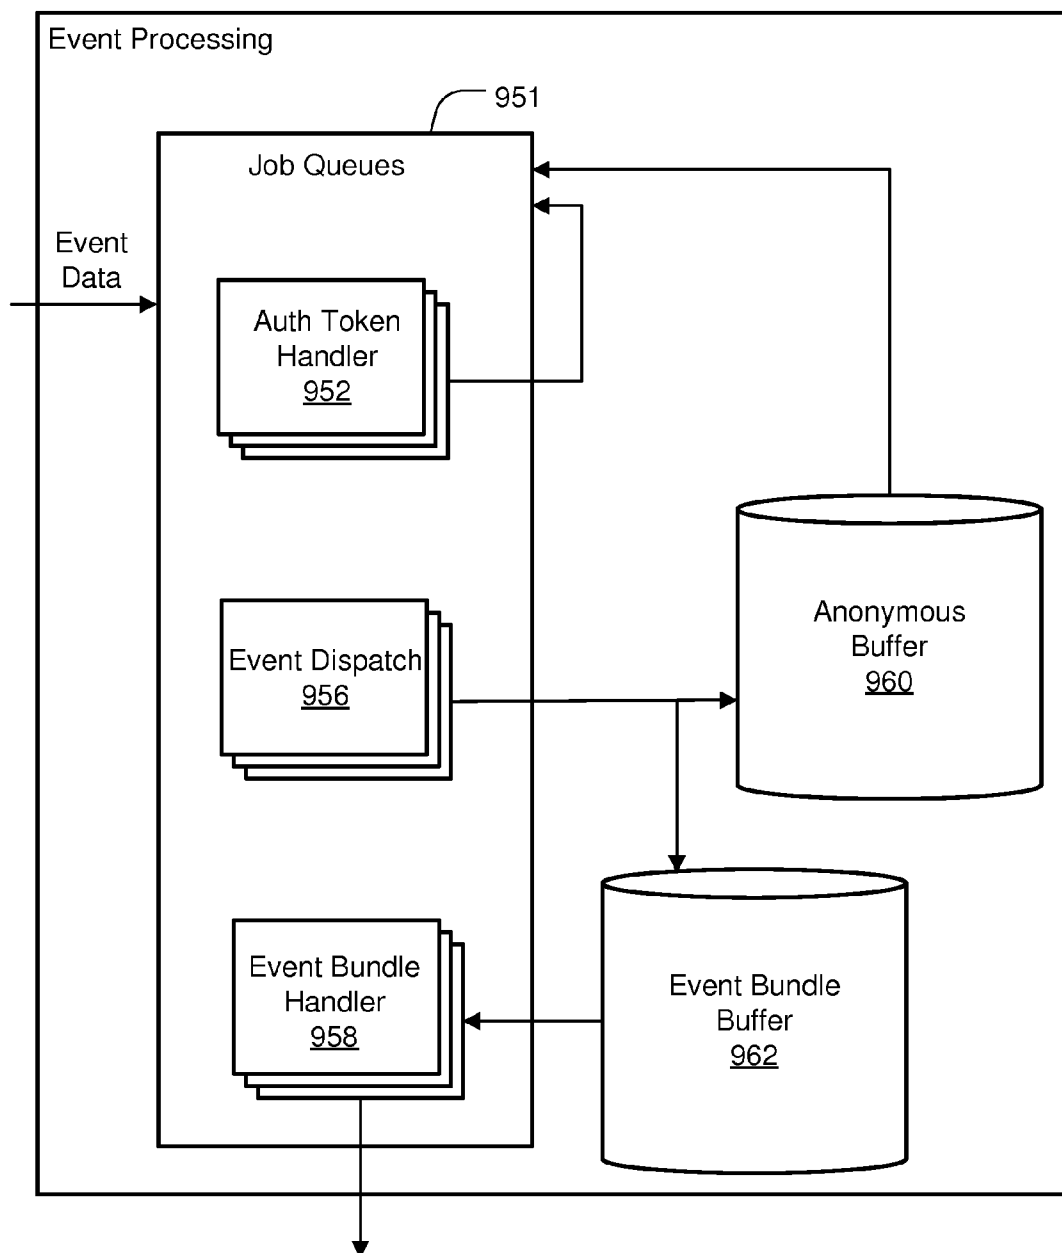 Event Processing
951
Job Queues
Event
Data
Auth Token
Handler
952
Event Dispatch
956
Anonymous
Buffer
960
Event Bundle
Handler
958
Event Bundle
Buffer
962